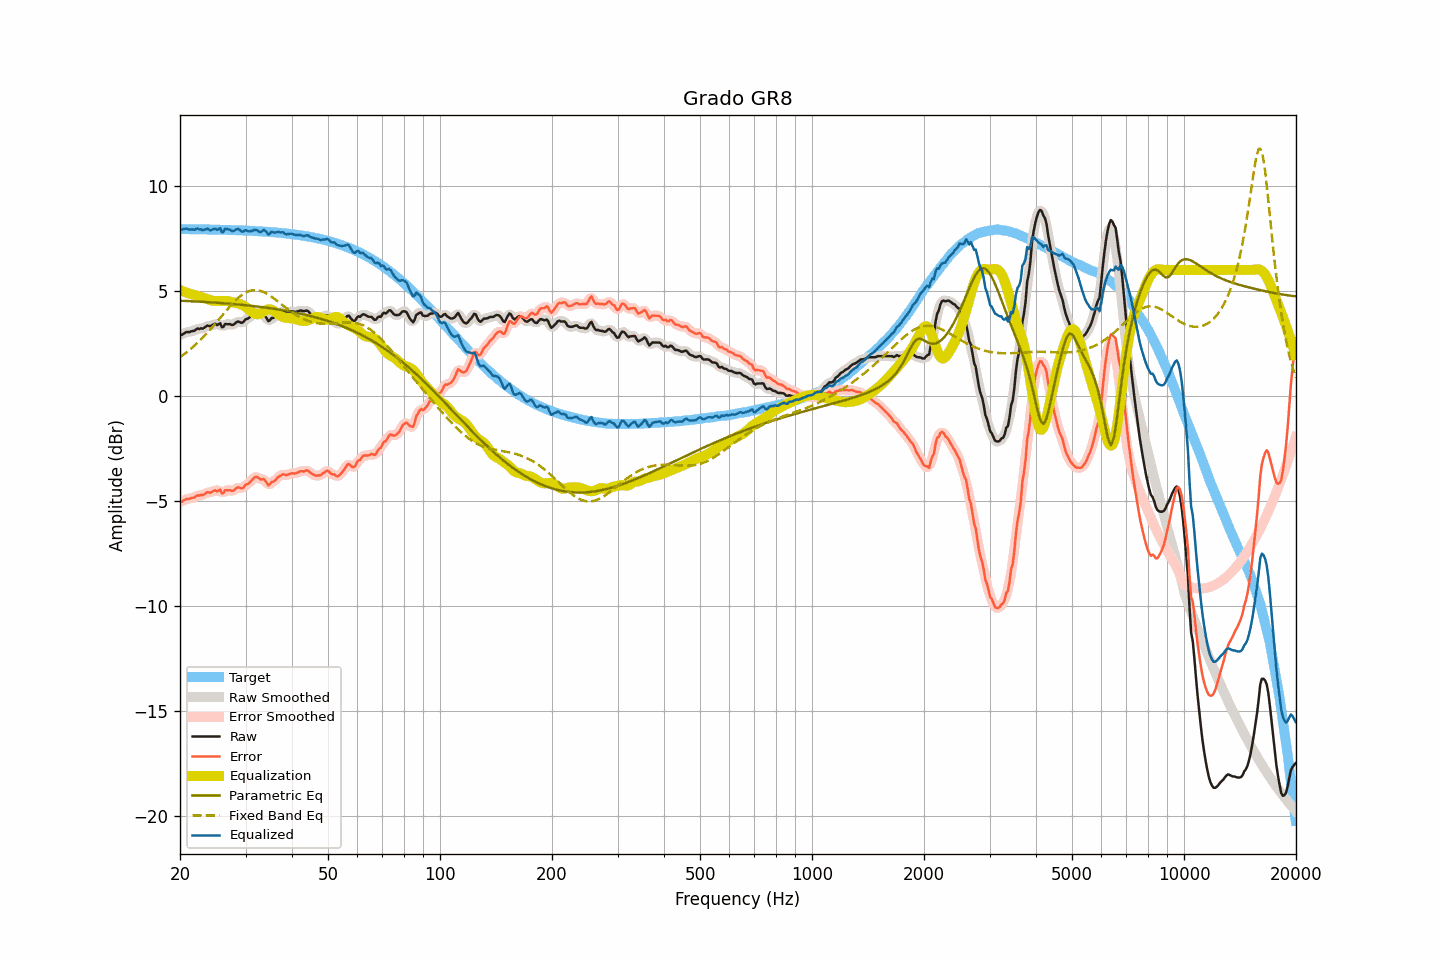 Grado GR8
10
5
0
−5
−10
−15
−20
Amplitude (dBr)
Target
Raw Smoothed
Error Smoothed
Raw
Error
Equalization
Parametric Eq
Fixed Band Eq
Equalized
20 50 100 200 500 1000 2000 5000 10000 20000
Frequency (Hz)